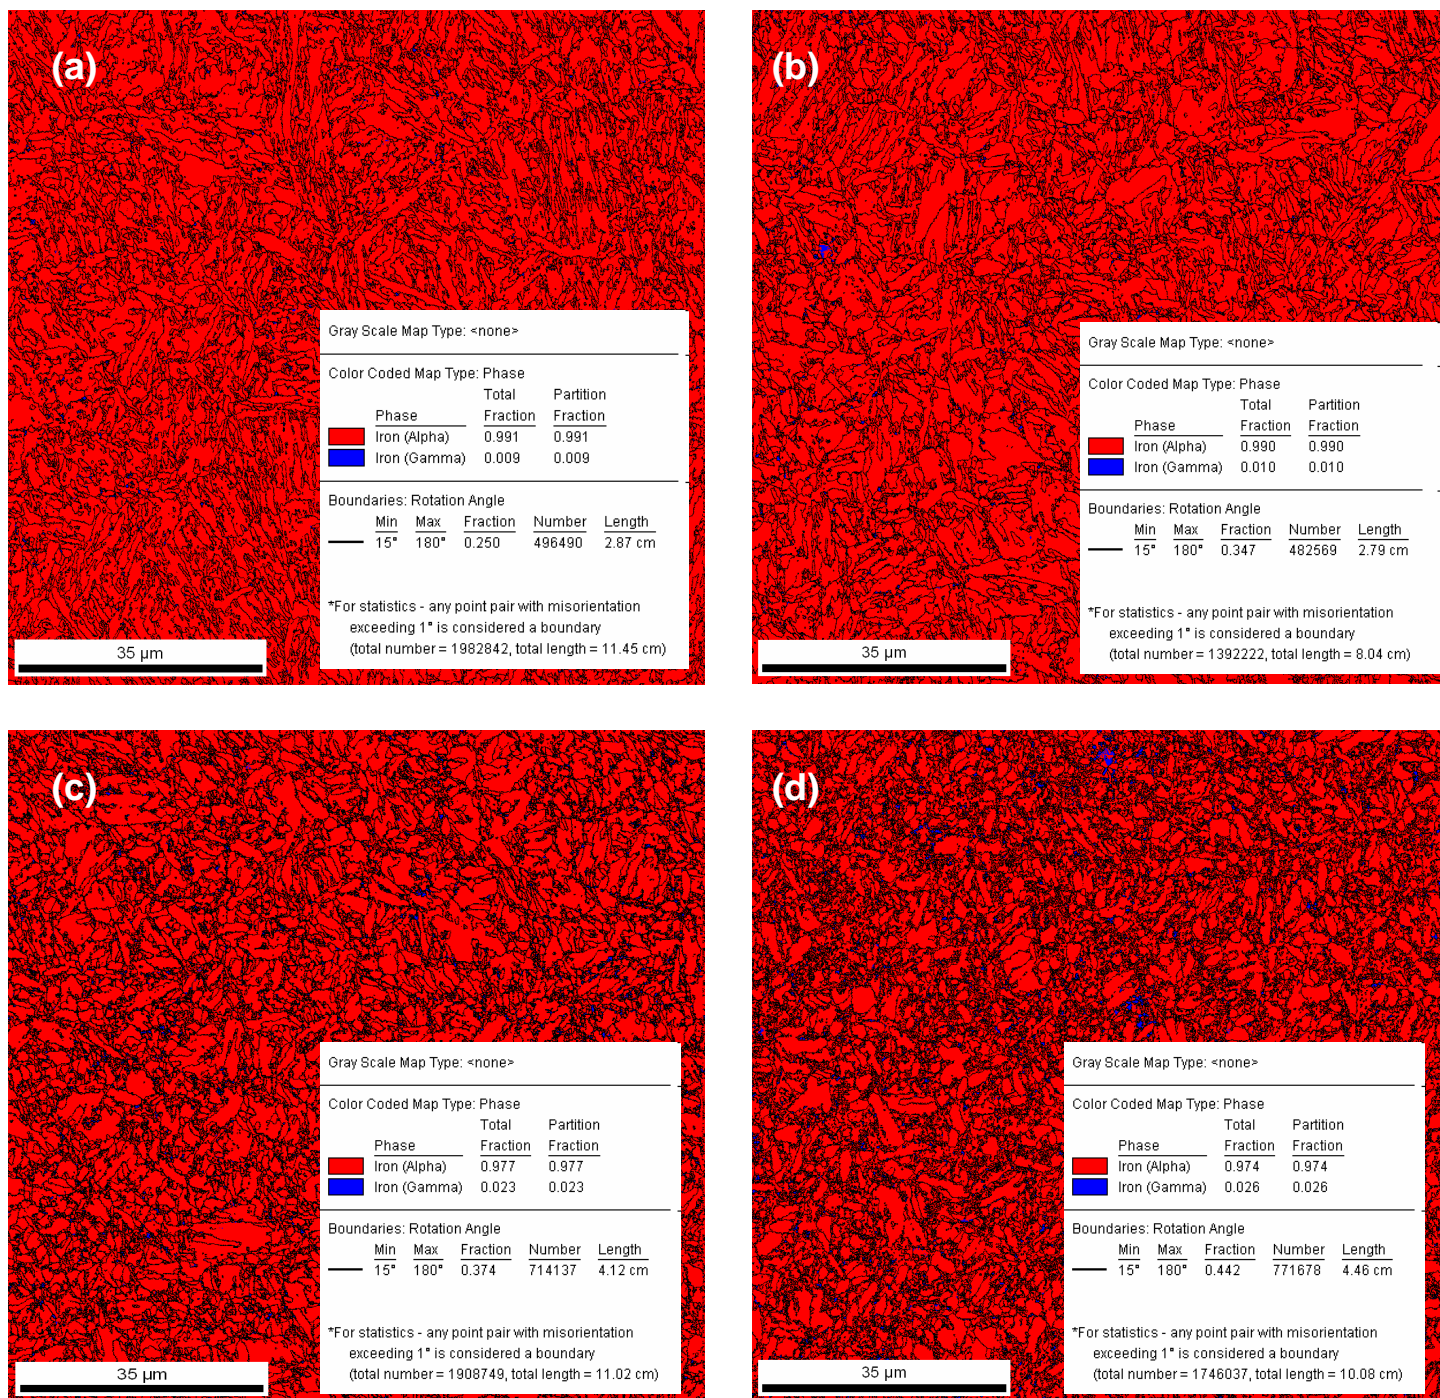 (a)
Gray Scale Map Type: <none>
Color Coded Map Type: Phase
Total Partition
Phase Fraction Fraction
Iron (Alpha) 0.991 0.991
Iron (Gamma) 0.009 0.009
Boundaries: Rotation Angle
Min Max Fraction Number Length
15° 180° 0.250 496490 2.87 cm
*For statistics - any point pair with misorientation
exceeding 1° is considered a boundary
(total number = 1982842, total length = 11.45 cm)
35 µm
(b)
Gray Scale Map Type: <none>
Color Coded Map Type: Phase
Total Partition
Phase Fraction Fraction
Iron (Alpha) 0.990 0.990
Iron (Gamma) 0.010 0.010
Boundaries: Rotation Angle
Min Max Fraction Number Length
15° 180° 0.347 482569 2.79 cm
*For statistics - any point pair with misorientation
exceeding 1° is considered a boundary
(total number = 1392222, total length = 8.04 cm)
35 µm
(c)
Gray Scale Map Type: <none>
Color Coded Map Type: Phase
Total Partition
Phase Fraction Fraction
Iron (Alpha) 0.977 0.977
Iron (Gamma) 0.023 0.023
Boundaries: Rotation Angle
Min Max Fraction Number Length
15° 180° 0.374 714137 4.12 cm
*For statistics - any point pair with misorientation
exceeding 1° is considered a boundary
(total number = 1908749, total length = 11.02 cm)
35 µm
(d)
Gray Scale Map Type: <none>
Color Coded Map Type: Phase
Total Partition
Phase Fraction Fraction
Iron (Alpha) 0.974 0.974
Iron (Gamma) 0.026 0.026
Boundaries: Rotation Angle
Min Max Fraction Number Length
15° 180° 0.442 771678 4.46 cm
*For statistics - any point pair with misorientation
exceeding 1° is considered a boundary
(total number = 1746037, total length = 10.08 cm)
35 µm